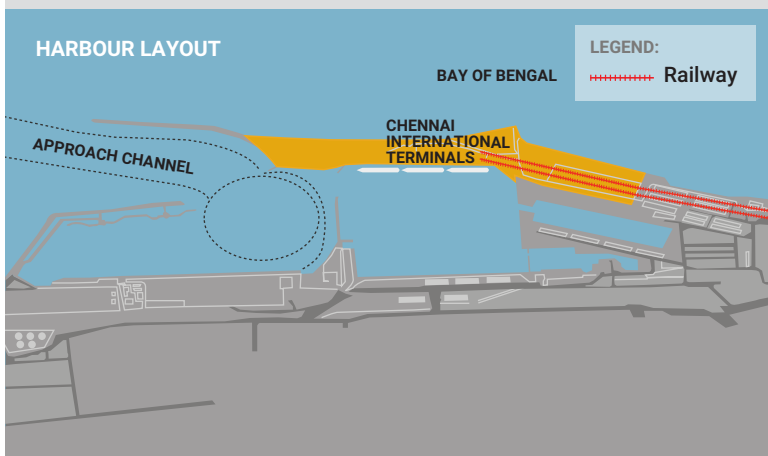 HARBOUR LAYOUT
LEGEND:
Railway
BAY OF BENGAL
CHENNAI
INTERNATIONAL
TERMINALS
APPROACH CHANNEL